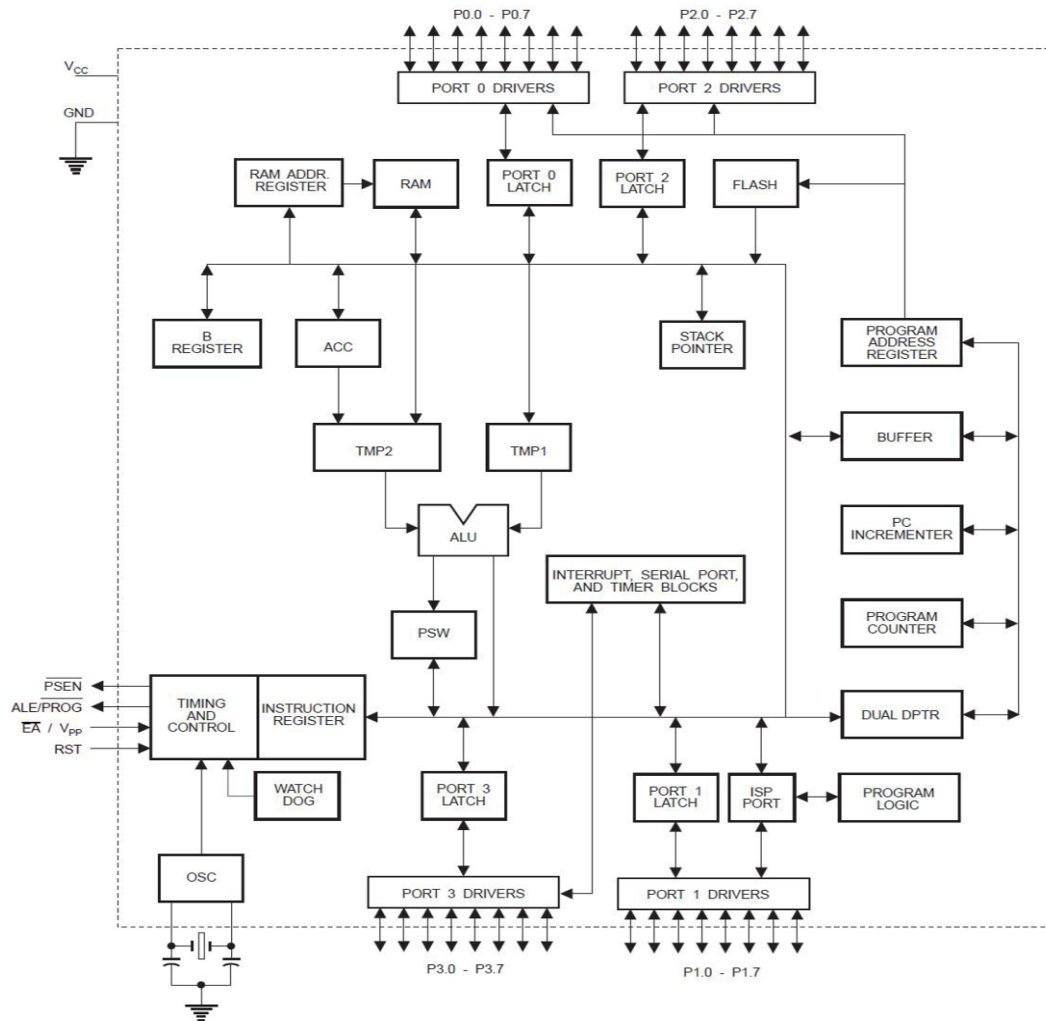 P0.0 - P0.7
P2.0 - P2.7
VCC
GND
PORT 0 DRIVERS
PORT 2 DRIVERS
RAM ADDR.
REGISTER
RAM
PORT 0
LATCH
PORT 2
LATCH
FLASH
B
REGISTER
ACC
STACK
POINTER
PROGRAM
ADDRESS
REGISTER
TMP2
TMP1
BUFFER
ALU
PC
INCREMENTER
INTERRUPT, SERIAL PORT,
AND TIMER BLOCKS
PSW
PROGRAM
COUNTER
PSEN
ALE/PROG
EA / VPP
RST
TIMING
AND
CONTROL
INSTRUCTION
REGISTER
DUAL DPTR
WATCH
DOG
PORT 3
LATCH
PORT 1
LATCH
ISP
PORT
PROGRAM
LOGIC
OSC
PORT 3 DRIVERS
PORT 1 DRIVERS
P3.0 - P3.7
P1.0 - P1.7